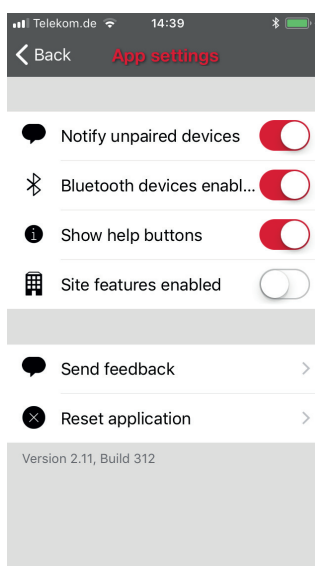 Telekom.de 14:39
Back App settings
Notify unpaired devices
Bluetooth devices enabl...
Show help buttons
Site features enabled
Send feedback
Reset application
Version 2.11, Build 312